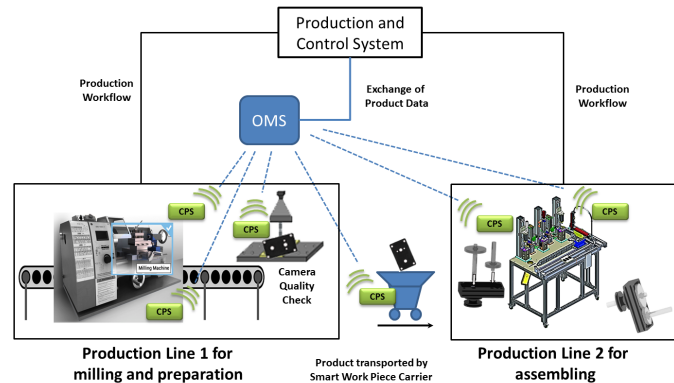 Production and
Control System
Production
Workflow
Exchange of
Product Data
Production
Workflow
OMS
CPS
CPS
CPS
CPS
Milling Machine
Camera
Quality
Check
CPS
CPS
Production Line 1 for
milling and preparation
Product transported by
Smart Work Piece Carrier
Production Line 2 for
assembling